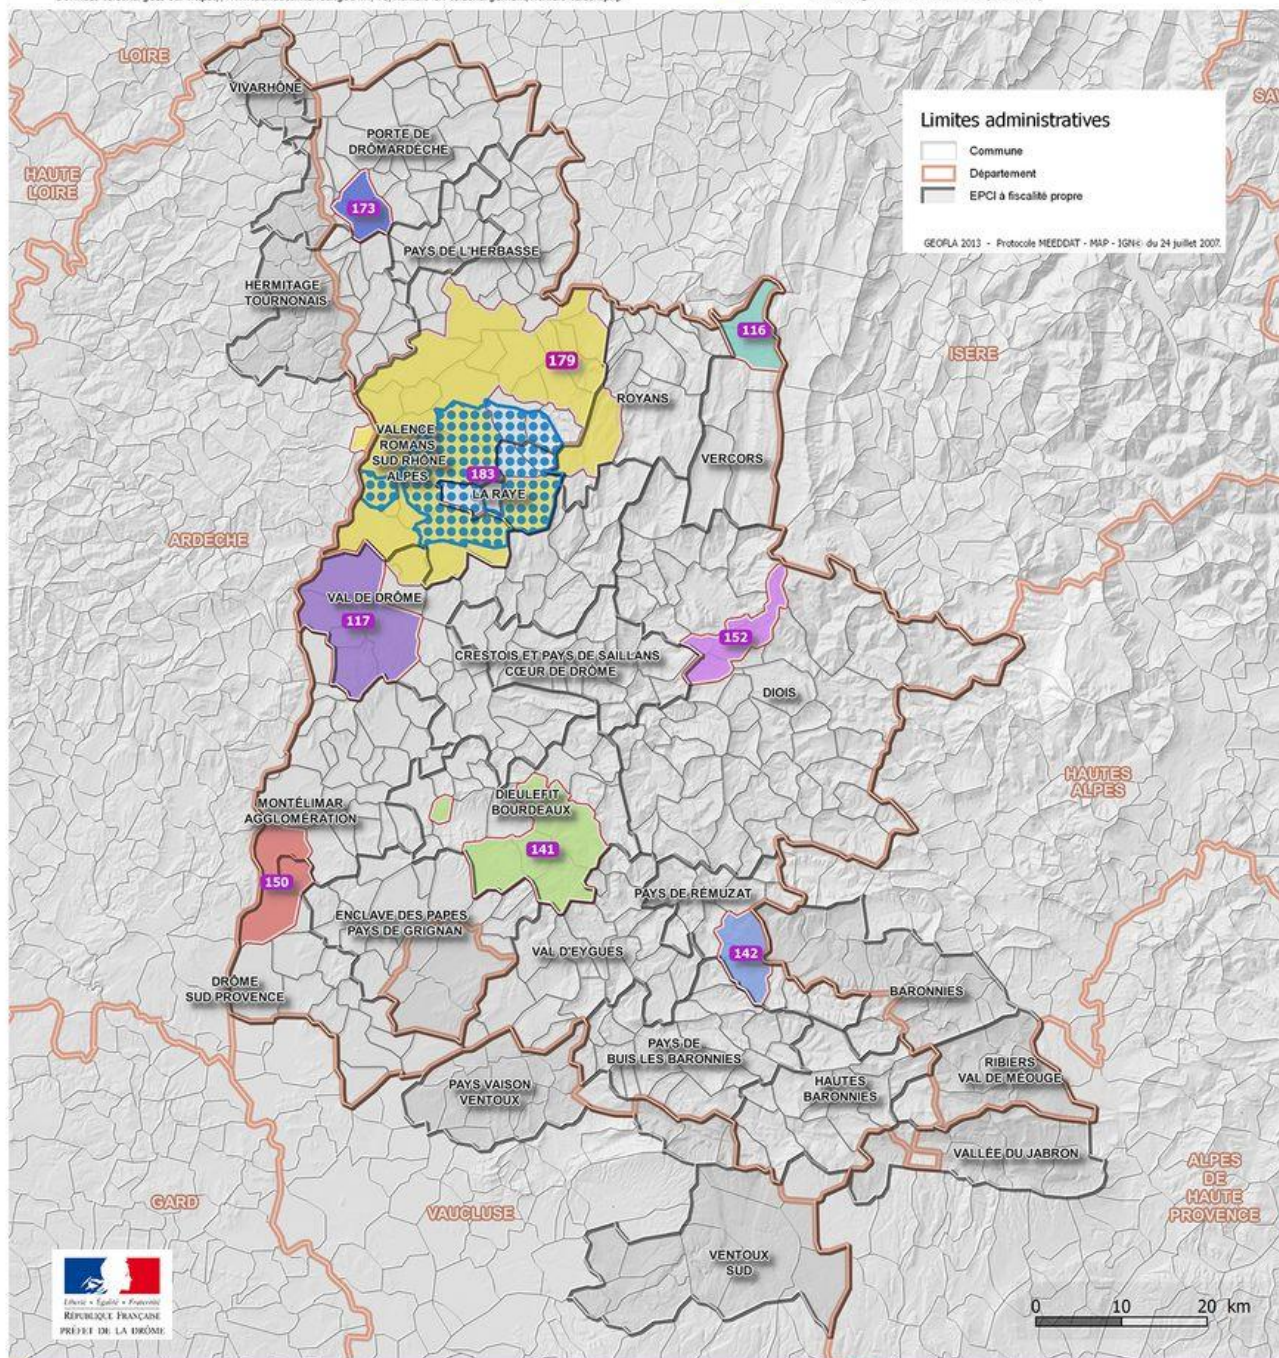 LOIRE
VIVARHÔNE
SAV
PORTE DE
DRÔMARDÈCHE
Limites administratives
Commune
Département
EPCI à fiscalité propre
GEOFLA 2013 - Protocole MEEDDAT - MAP - IGN© du 24 juillet 2007.
HAUTE
LOIRE
173
PAYS DE L'HERBASSE
HERMITAGE
TOURNONAIS
116
ISERE
179
ROYANS
VALENCE
ROMANS
SUD RHÔNE
ALPES
VERCORS
183
LA RAYE
ARDÈCHE
VAL DE DRÔME
117
152
CRESTOIS ET PAYS DE SAILLANS
CŒUR DE DRÔME
DIOIS
HAUTES
ALPES
DIEULEFIT
BOURDEAUX
MONTÉLIMAR
AGGLOMÉRATION
141
150
PAYS DE RÉMUZAT
ENCLAVE DES PAPES
PAYS DE GRIGNAN
VAL D'EYGUES
142
DRÔME
SUD PROVENCE
BARONNIES
PAYS DE
BUIS LES BARONNIES
RIBIERS
VAL DE MÉOUGE
HAUTES
BARONNIES
PAYS VAISON
VENTOUX
VALLÉE DU JABRON
ALPES
DE
HAUTE
PROVENCE
GARD
VAUCLUSE
VENTOUX
SUD
Liberté • Égalité • Fraternité
RÉPUBLIQUE FRANÇAISE
PRÉFET DE LA DRÔME
0 10 20 km